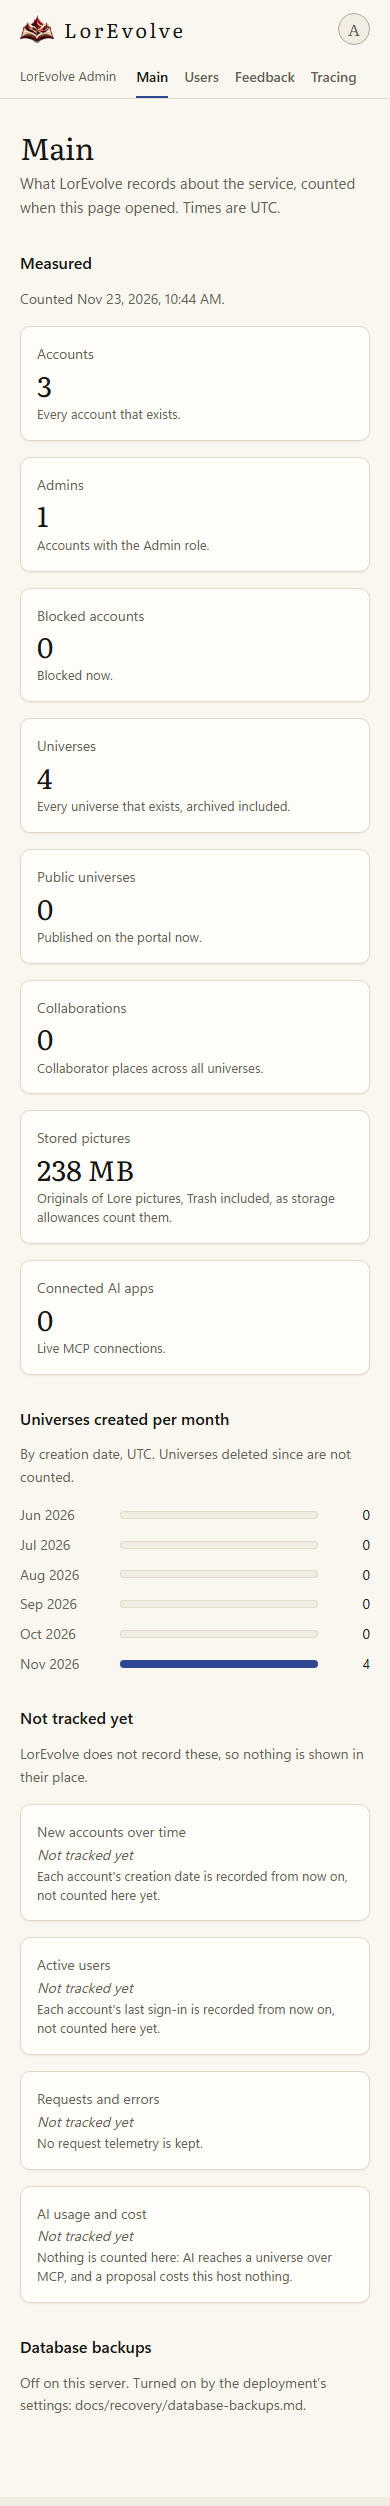 LorEvolve
A
LorEvolve Admin Main Users Feedback Tracing
Main
What LorEvolve records about the service, counted
when this page opened. Times are UTC.
Measured
Counted Nov 23, 2026, 10:44 AM.
Accounts
3
Every account that exists.
Admins
1
Accounts with the Admin role.
Blocked accounts
0
Blocked now.
Universes
4
Every universe that exists, archived included.
Public universes
0
Published on the portal now.
Collaborations
0
Collaborator places across all universes.
Stored pictures
238 MB
Originals of Lore pictures, Trash included, as storage
allowances count them.
Connected AI apps
0
Live MCP connections.
Universes created per month
By creation date, UTC. Universes deleted since are not
counted.
Jun 2026 0
Jul 2026 0
Aug 2026 0
Sep 2026 0
Oct 2026 0
Nov 2026 4
Not tracked yet
LorEvolve does not record these, so nothing is shown in
their place.
New accounts over time
Not tracked yet
Each account's creation date is recorded from now on,
not counted here yet.
Active users
Not tracked yet
Each account's last sign-in is recorded from now on,
not counted here yet.
Requests and errors
Not tracked yet
No request telemetry is kept.
AI usage and cost
Not tracked yet
Nothing is counted here: AI reaches a universe over
MCP, and a proposal costs this host nothing.
Database backups
Off on this server. Turned on by the deployment's
settings: docs/recovery/database-backups.md.